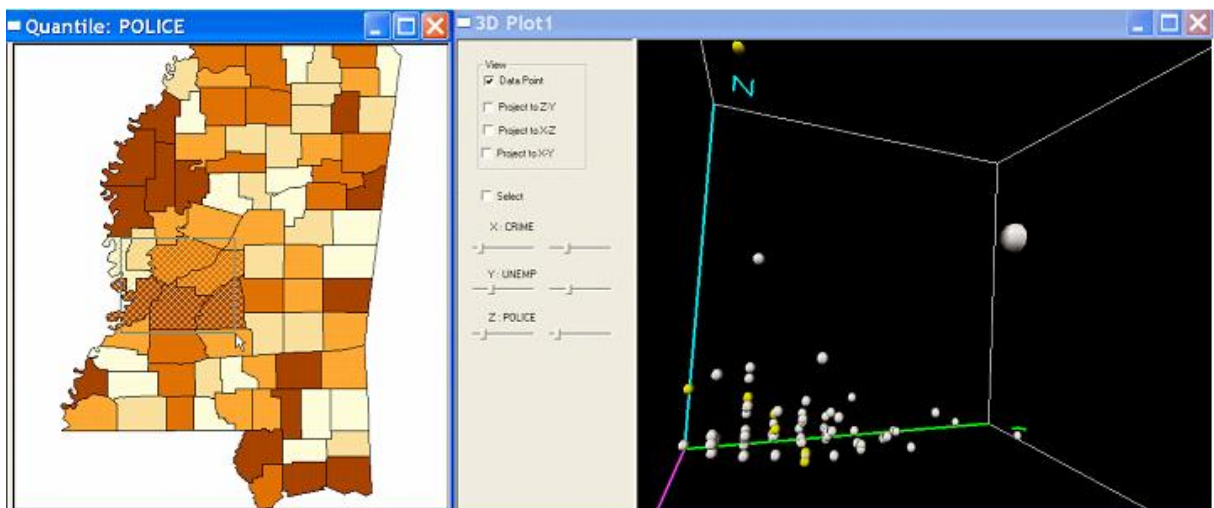 Quantile: POLICE
3D Plot1
View
Data Point
Project to Z-Y
Project to X-Z
Project to X-Y
Select
X : CRIME
Y : UNEMP
Z : POLICE
Z